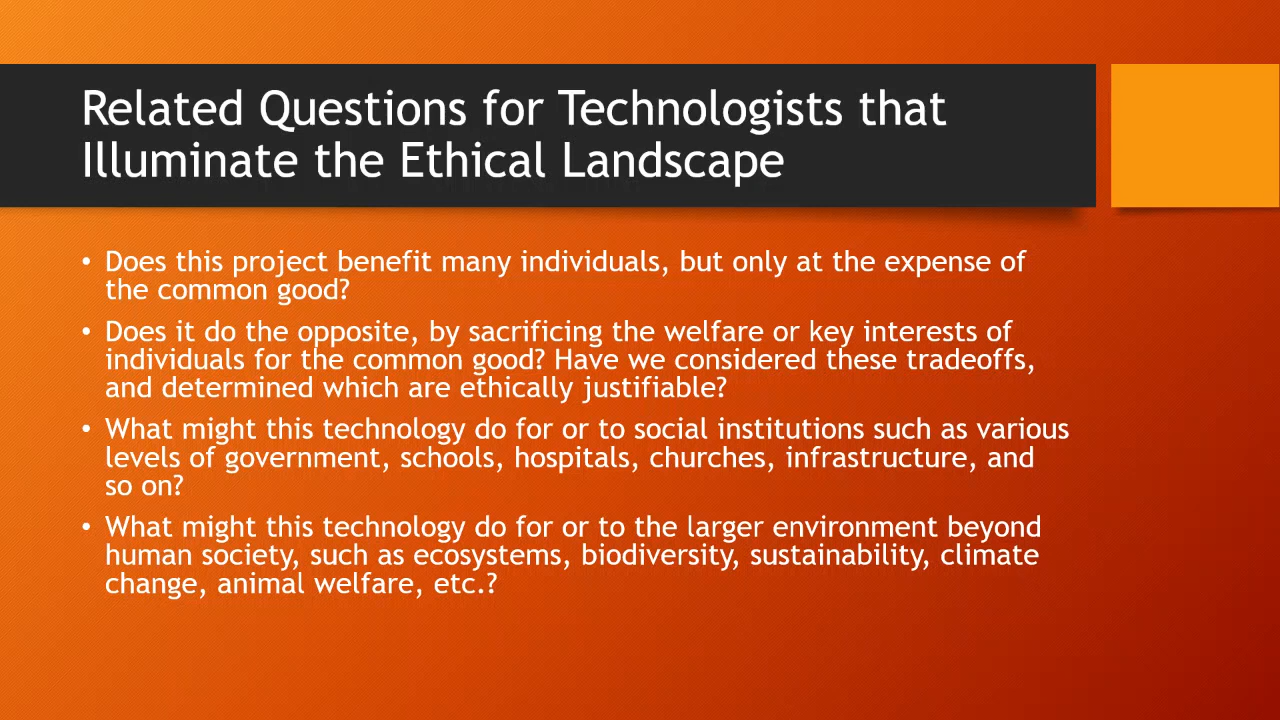 Related Questions for Technologists that
Illuminate the Ethical Landscape
• Does this project benefit many individuals, but only at the expense of
the common good?
• Does it do the opposite, by sacrificing the welfare or key interests of
individuals for the common good? Have we considered these tradeoffs,
and determined which are ethically justifiable?
• What might this technology do for or to social institutions such as various
levels of government, schools, hospitals, churches, infrastructure, and
so on?
• What might this technology do for or to the larger environment beyond
human society, such as ecosystems, biodiversity, sustainability, climate
change, animal welfare, etc.?